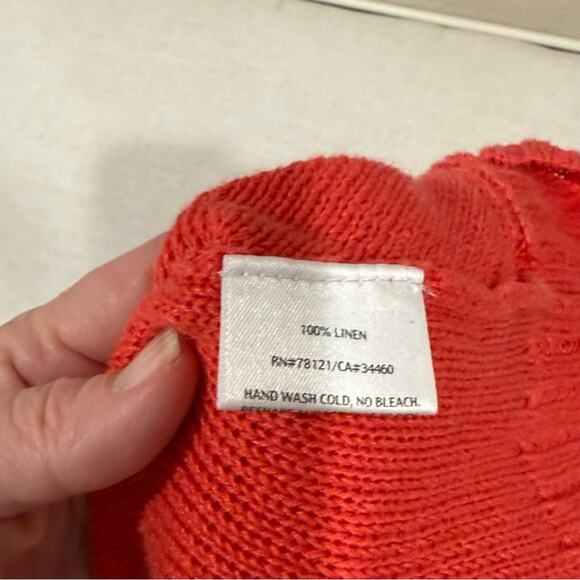 100% LINEN
RN#78121/CA#34460
HAND WASH COLD, NO BLEACH.